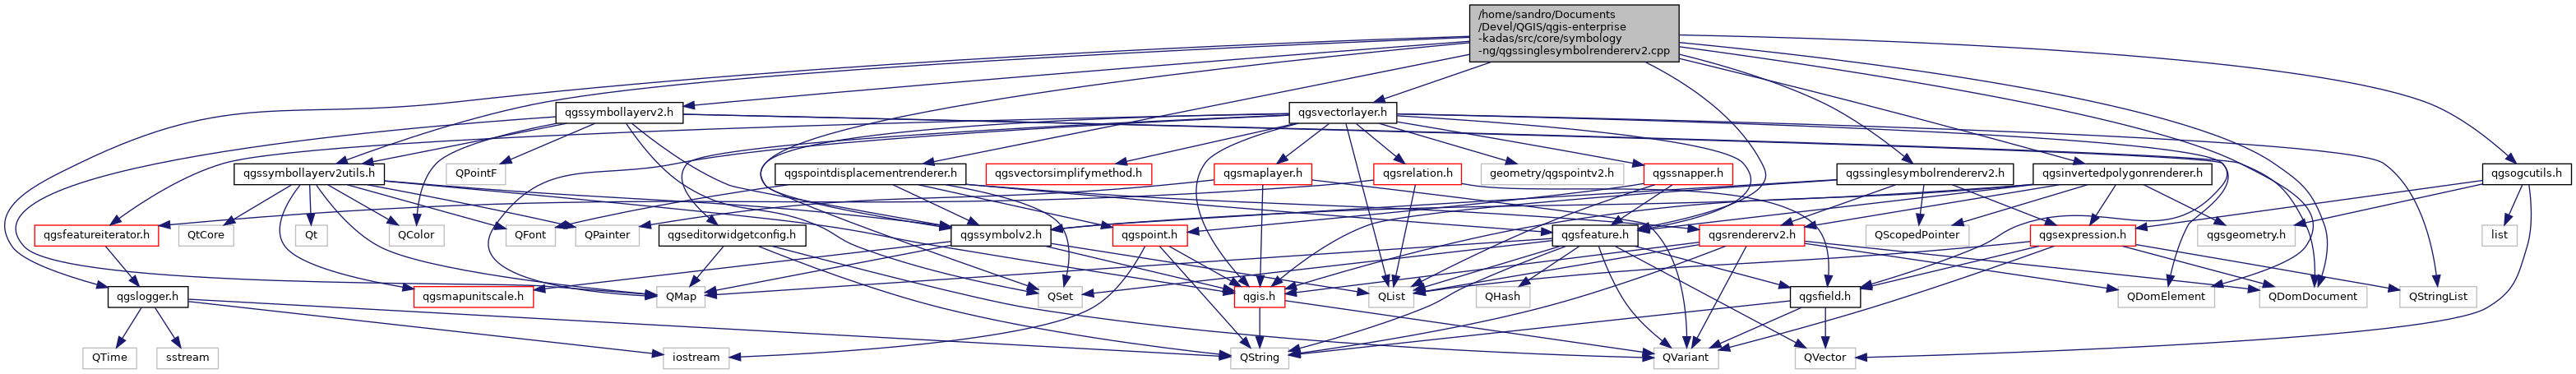 /home/sandro/Documents
/Devel/QGIS/qgis-enterprise
-kadas/src/core/symbology
-ng/qgssinglesymbolrendererv2.cpp
qgssymbollayerv2.h
qgsvectorlayer.h
qgssymbollayerv2utils.h
QPointF
qgspointdisplacementrenderer.h
qgsvectorsimplifymethod.h
qgsmaplayer.h
qgsrelation.h
geometry/qgspointv2.h
qgssnapper.h
qgssinglesymbolrendererv2.h
qgsinvertedpolygonrenderer.h
qgsogcutils.h
qgsfeatureiterator.h
QtCore
Qt
QColor
QFont
QPainter
qgseditorwidgetconfig.h
qgssymbolv2.h
qgspoint.h
qgsfeature.h
qgsrendererv2.h
QScopedPointer
qgsexpression.h
qgsgeometry.h
list
qgslogger.h
qgsmapunitscale.h
QMap
QSet
qgis.h
QList
QHash
qgsfield.h
QDomElement
QDomDocument
QStringList
QTime
sstream
iostream
QString
QVariant
QVector